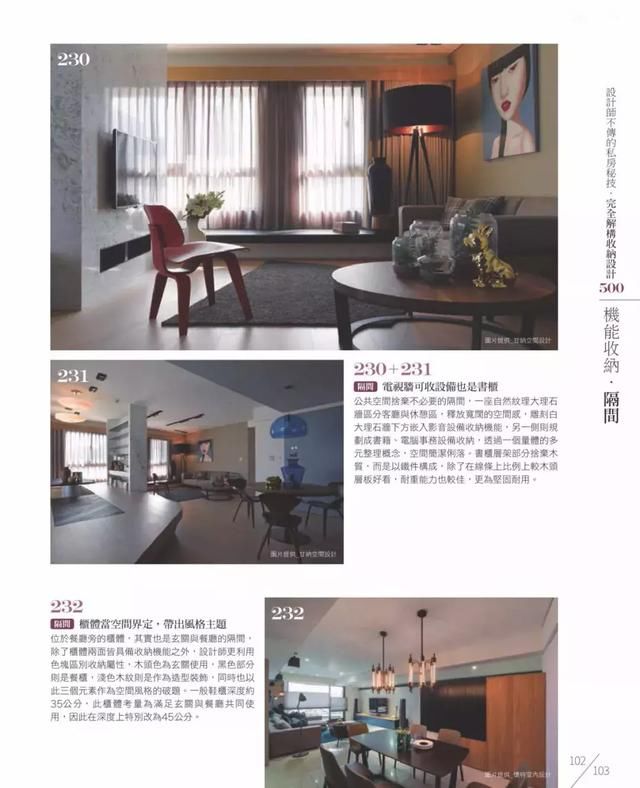 230
圖片提供_甘納空間設計
231
圖片提供_甘納空間設計
230+231
隔間 電視牆可收設備也是書櫃
公共空間捨棄不必要的隔間，一座自然紋理大理石
牆區分客廳與休憩區，釋放寬闊的空間感，雕刻白
大理石牆下方嵌入影音設備收納機能，另一側則規
劃成書籍、電腦事務設備收納，透過一個量體的多
元整理概念，空間簡潔俐落。書櫃層架部分捨棄木
質，而是以鐵件構成，除了在線條上比例上較木頭
層板好看，耐重能力也較佳，更為堅固耐用。
232
隔間 櫃體當空間界定，帶出風格主題
位於餐廳旁的櫃體，其實也是玄關與餐廳的隔間，
除了櫃體兩面皆具備收納機能之外，設計師更利用
色塊區別收納屬性，木頭色為玄關使用，黑色部分
則是餐櫃，淺色木紋則是作為造型裝飾，同時也以
此三個元素作為空間風格的破題。一般鞋櫃深度約
35公分，此櫃體考量為滿足玄關與餐廳共同使
用，因此在深度上特別改為45公分。
232
圖片提供_懷特室內設計
設計師不傳的私房秘技·完全解構收納設計
500
機能收納·隔間
102
103